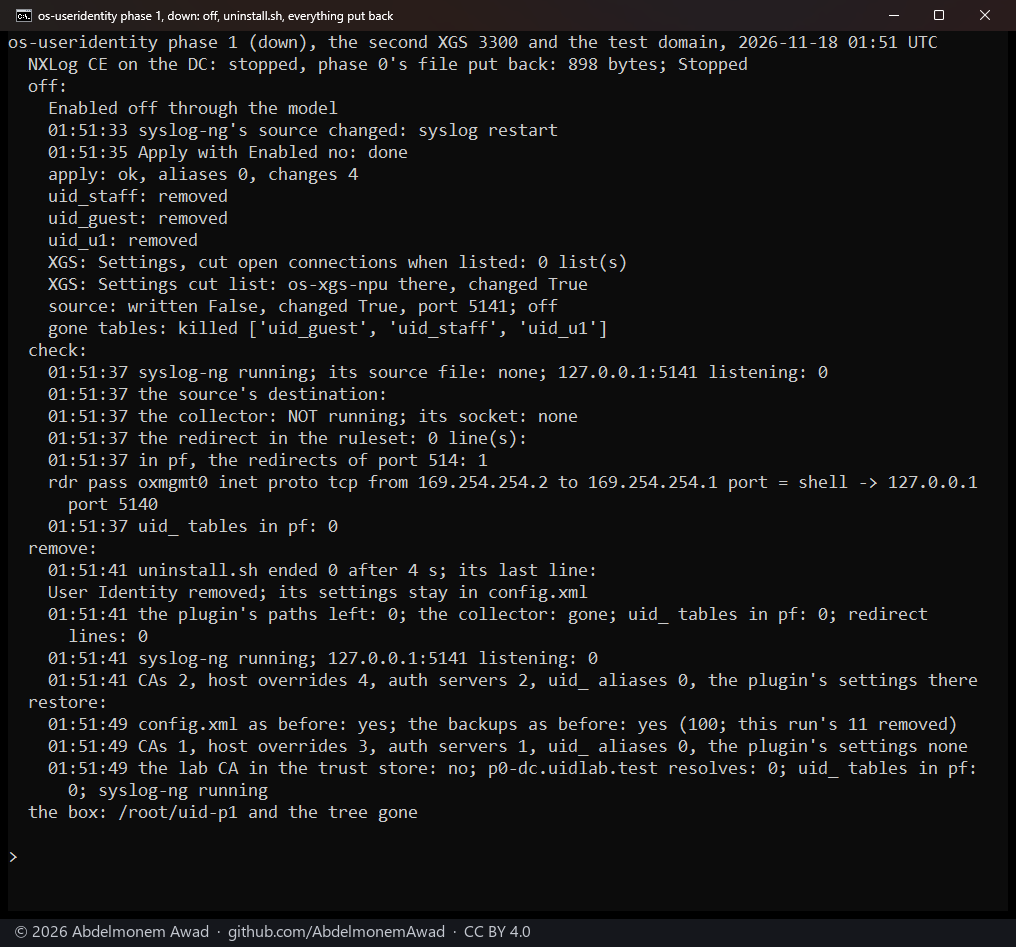 os-useridentity phase 1, down: off, uninstall.sh, everything put back
os-useridentity phase 1 (down), the second XGS 3300 and the test domain, 2026-11-18 01:51 UTC
NXLog CE on the DC: stopped, phase 0's file put back: 898 bytes; Stopped
off:
Enabled off through the model
01:51:33 syslog-ng's source changed: syslog restart
01:51:35 Apply with Enabled no: done
apply: ok, aliases 0, changes 4
uid_staff: removed
uid_guest: removed
uid_u1: removed
XGS: Settings, cut open connections when listed: 0 list(s)
XGS: Settings cut list: os-xgs-npu there, changed True
source: written False, changed True, port 5141; off
gone tables: killed ['uid_guest', 'uid_staff', 'uid_u1']
check:
01:51:37 syslog-ng running; its source file: none; 127.0.0.1:5141 listening: 0
01:51:37 the source's destination:
01:51:37 the collector: NOT running; its socket: none
01:51:37 the redirect in the ruleset: 0 line(s):
01:51:37 in pf, the redirects of port 514: 1
rdr pass oxmgmt0 inet proto tcp from 169.254.254.2 to 169.254.254.1 port = shell -> 127.0.0.1
port 5140
01:51:37 uid_ tables in pf: 0
remove:
01:51:41 uninstall.sh ended 0 after 4 s; its last line:
User Identity removed; its settings stay in config.xml
01:51:41 the plugin's paths left: 0; the collector: gone; uid_ tables in pf: 0; redirect
lines: 0
01:51:41 syslog-ng running; 127.0.0.1:5141 listening: 0
01:51:41 CAs 2, host overrides 4, auth servers 2, uid_ aliases 0, the plugin's settings there
restore:
01:51:49 config.xml as before: yes; the backups as before: yes (100; this run's 11 removed)
01:51:49 CAs 1, host overrides 3, auth servers 1, uid_ aliases 0, the plugin's settings none
01:51:49 the lab CA in the trust store: no; p0-dc.uidlab.test resolves: 0; uid_ tables in pf:
0; syslog-ng running
the box: /root/uid-p1 and the tree gone
>
© 2026 Abdelmonem Awad · github.com/AbdelmonemAwad · CC BY 4.0